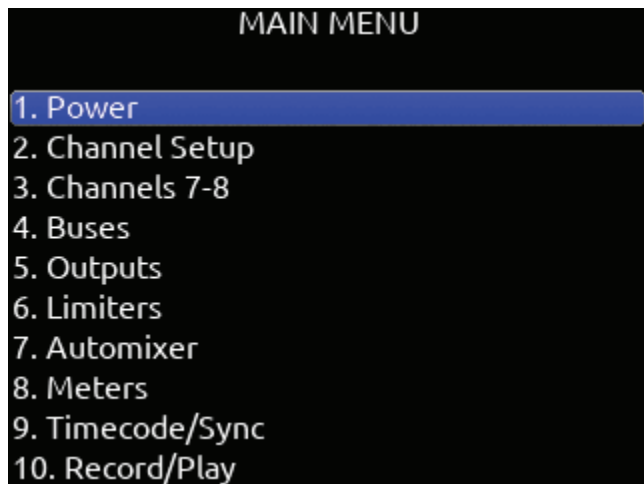 MAIN MENU
1. Power
2. Channel Setup
3. Channels 7-8
4. Buses
5. Outputs
6. Limiters
7. Automixer
8. Meters
9. Timecode/Sync
10. Record/Play